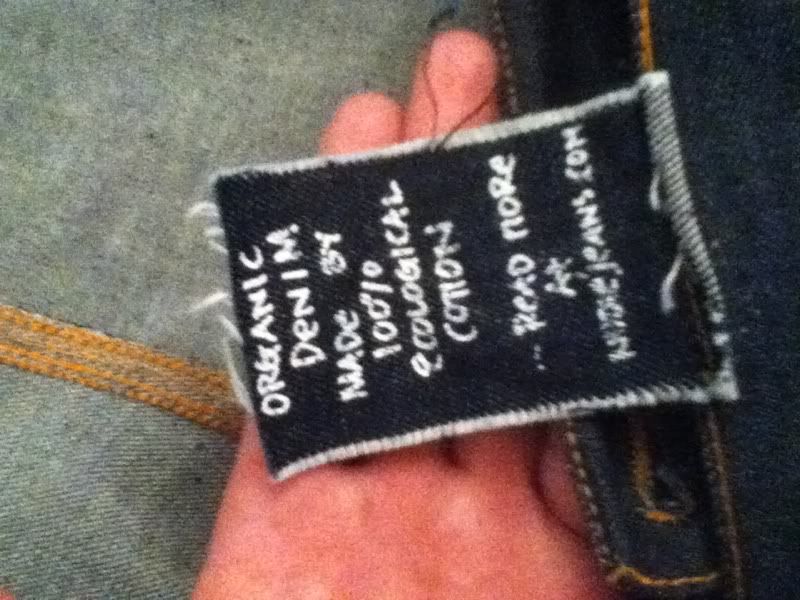 ORGANIC
DENIM
MADE BY
100%
ECOLOGICAL
COTTON
... READ MORE
AT
NUDIEJEANS.COM